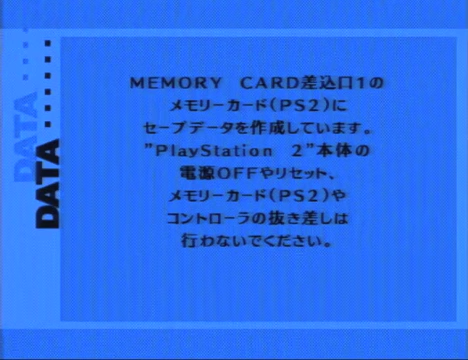 DATA
DATA
MEMORY CARD差込口1の
メモリーカード(PS2)に
セーブデータを作成しています。
"PlayStation 2"本体の
電源OFFやリセット、
メモリーカード(PS2)や
コントローラの抜き差しは
行わないでください。